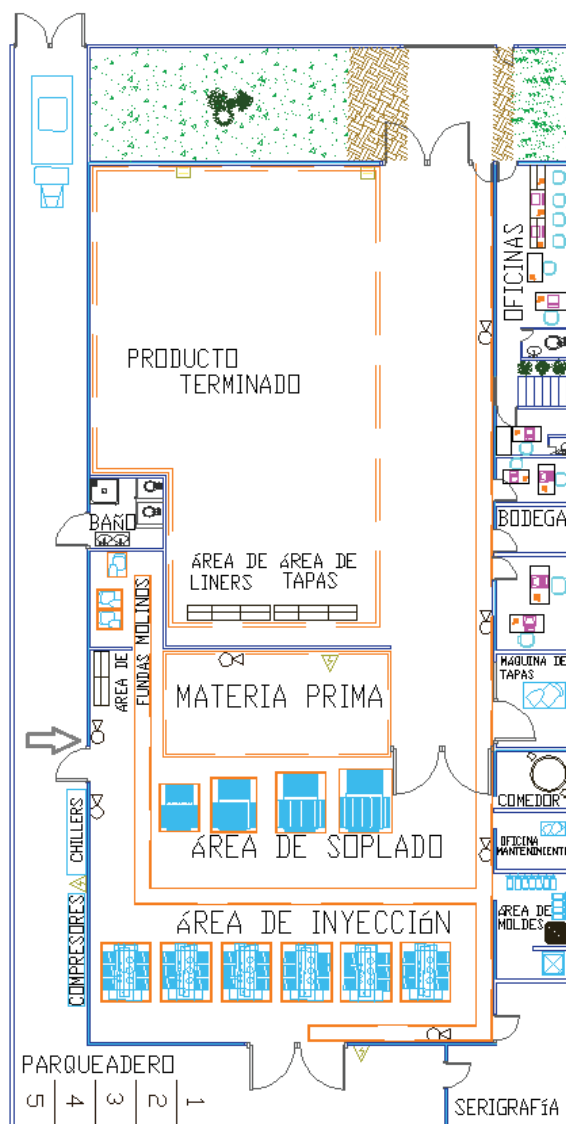 OFICINAS
PRODUCTO
TERMINADO
BAÑO
BODEGA
ÁREA DE
LINERS
ÁREA DE
TAPAS
MOLINOS
ÁREA DE
FUNDAS
MATERIA PRIMA
MÁQUINA DE
TAPAS
COMEDOR
CHILLERS
ÁREA DE SOPLADO
OFICINA
MANTENIMIENTO
COMPRESORES
ÁREA DE INYECCIóN
ÁREA DE
MOLDES
PARQUEADERO
5 4 3 2 1
SERIGRAFíA